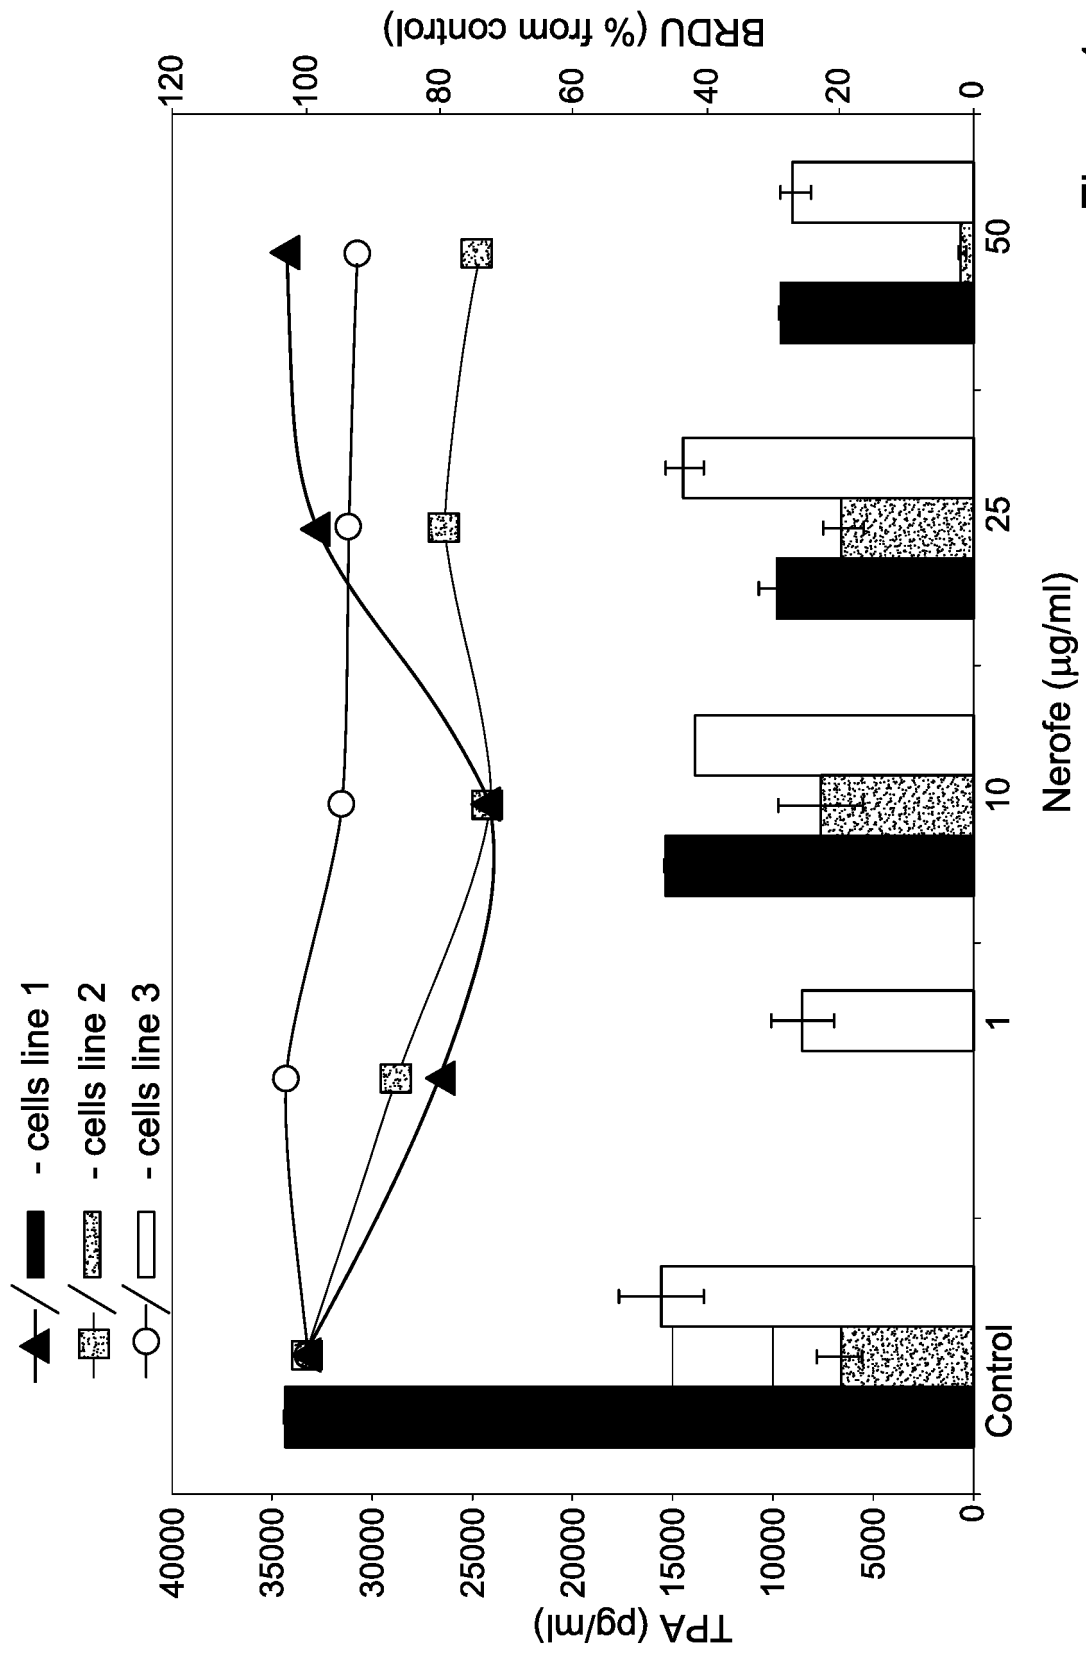 - cells line 1
- cells line 2
- cells line 3
TPA (pg/ml)
40000
35000
30000
25000
20000
15000
10000
5000
0
BRDU (% from control)
120
100
80
60
40
20
0
Control
1
10
25
50
Nerofe (µg/ml)